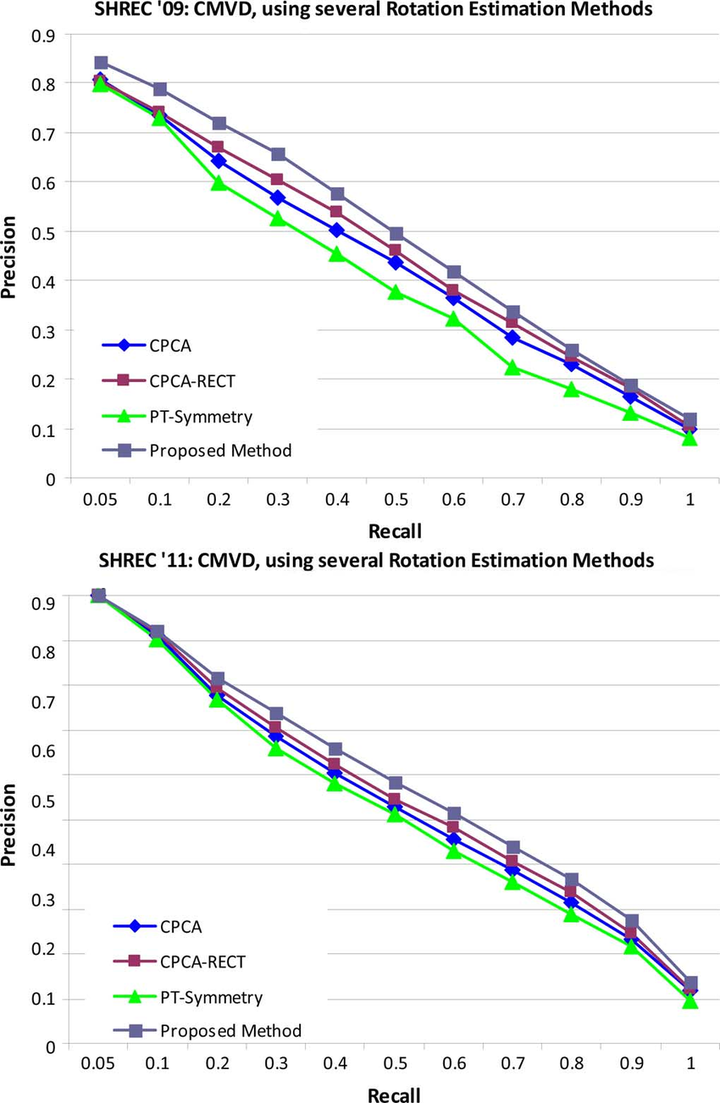 SHREC '09: CMVD, using several Rotation Estimation Methods
0.9
0.8
0.7
0.6
0.5
0.4
0.3
0.2
0.1
0
Precision
CPCA
CPCA-RECT
PT-Symmetry
Proposed Method
0.05 0.1 0.2 0.3 0.4 0.5 0.6 0.7 0.8 0.9 1
Recall
SHREC '11: CMVD, using several Rotation Estimation Methods
0.9
0.8
0.7
0.6
0.5
0.4
0.3
0.2
0.1
0
Precision
CPCA
CPCA-RECT
PT-Symmetry
Proposed Method
0.05 0.1 0.2 0.3 0.4 0.5 0.6 0.7 0.8 0.9 1
Recall